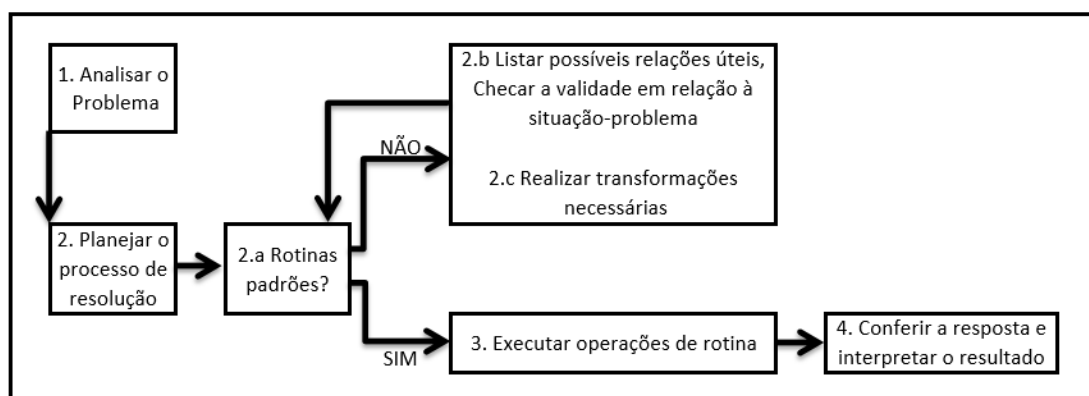 1. Analisar o
Problema
2. Planejar o
processo de
resolução
2.a Rotinas
padrões?
NÃO
2.b Listar possíveis relações úteis,
Checar a validade em relação à
situação-problema
2.c Realizar transformações
necessárias
SIM
3. Executar operações de rotina
4. Conferir a resposta e
interpretar o resultado